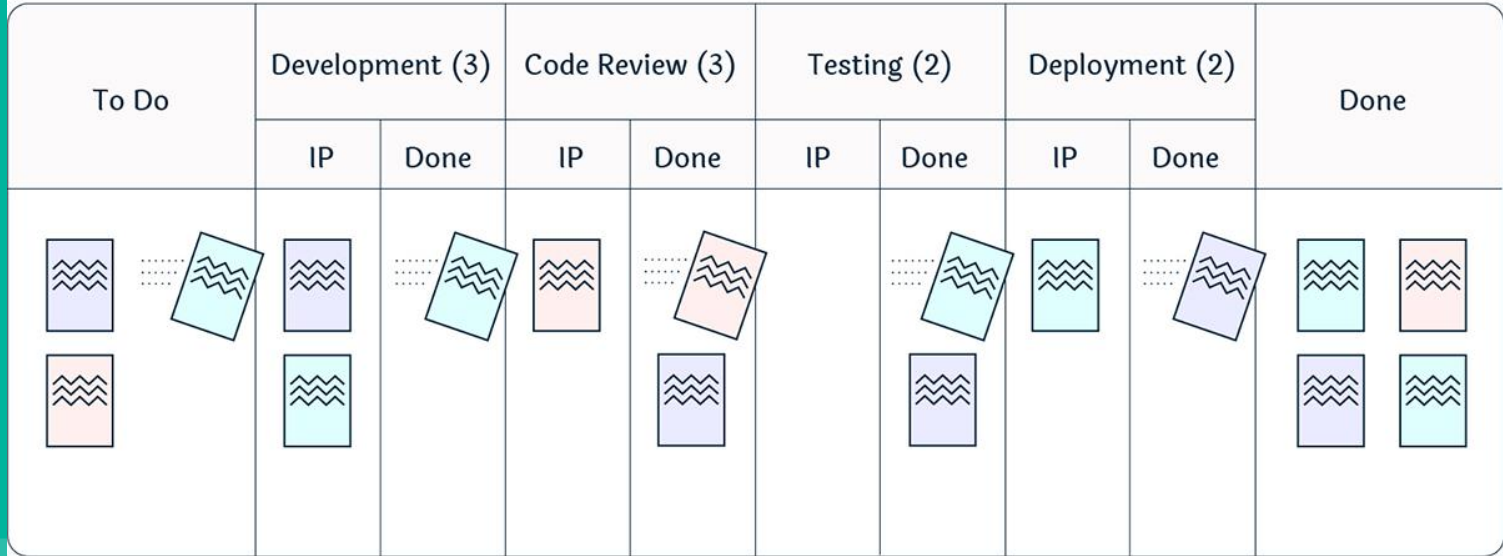 To Do
Development (3)
Code Review (3)
Testing (2)
Deployment (2)
Done
IP
Done
IP
Done
IP
Done
IP
Done